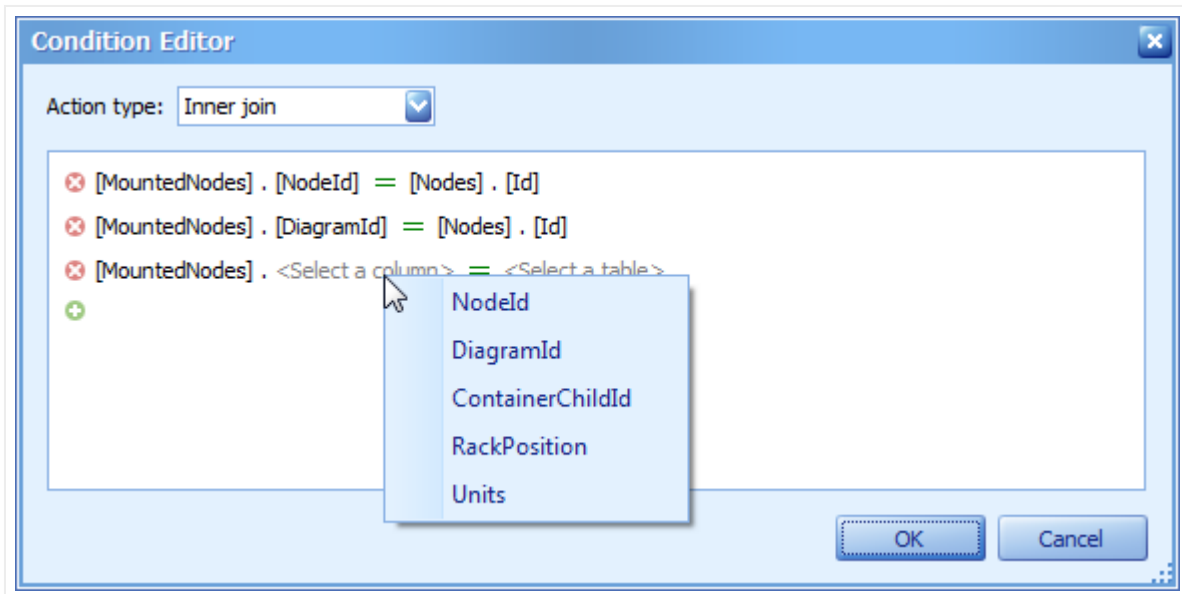 Condition Editor
Action type: Inner join
[MountedNodes] . [NodeId] = [Nodes] . [Id]
[MountedNodes] . [DiagramId] = [Nodes] . [Id]
[MountedNodes] . <Select a column> = <Select a table>
NodeId
DiagramId
ContainerChildId
RackPosition
Units
OK Cancel